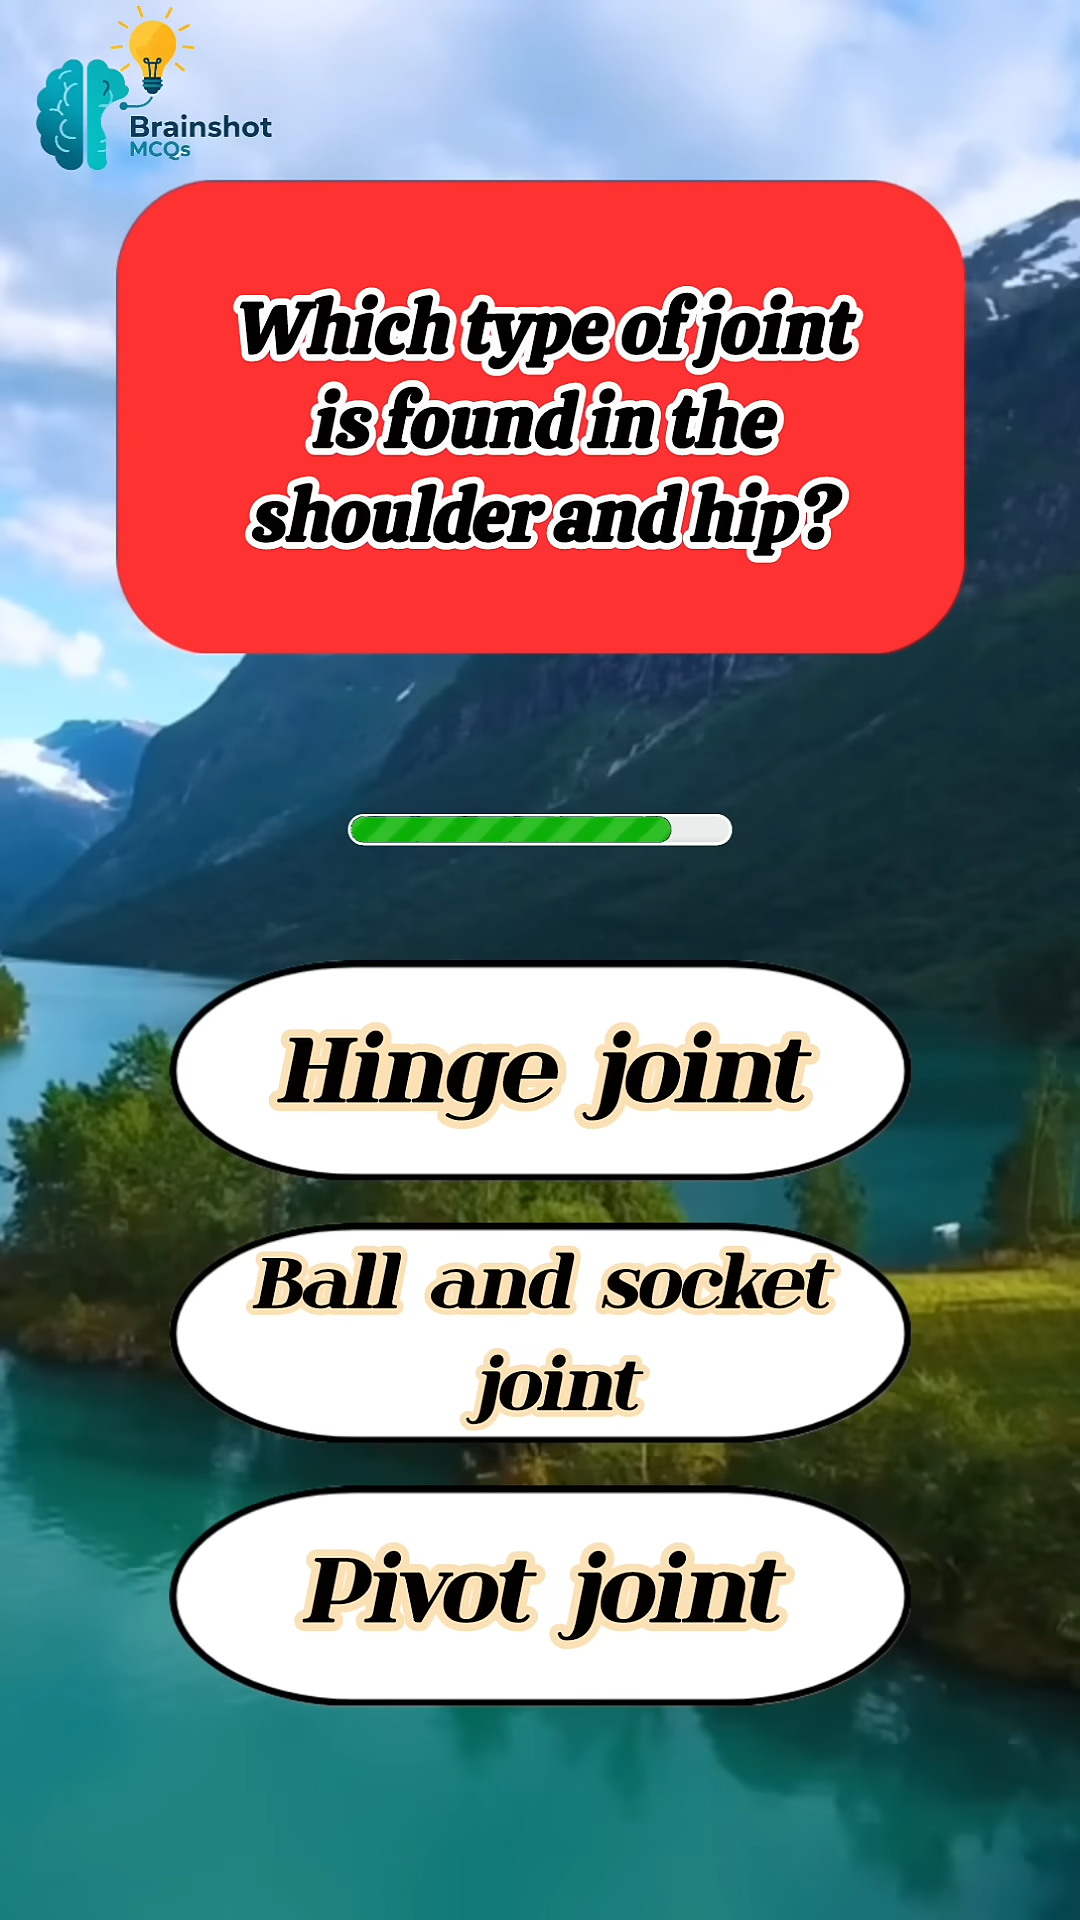 Brainshot
MCQs
Which type of joint
is found in the
shoulder and hip?
Hinge joint
Ball and socket
joint
Pivot joint